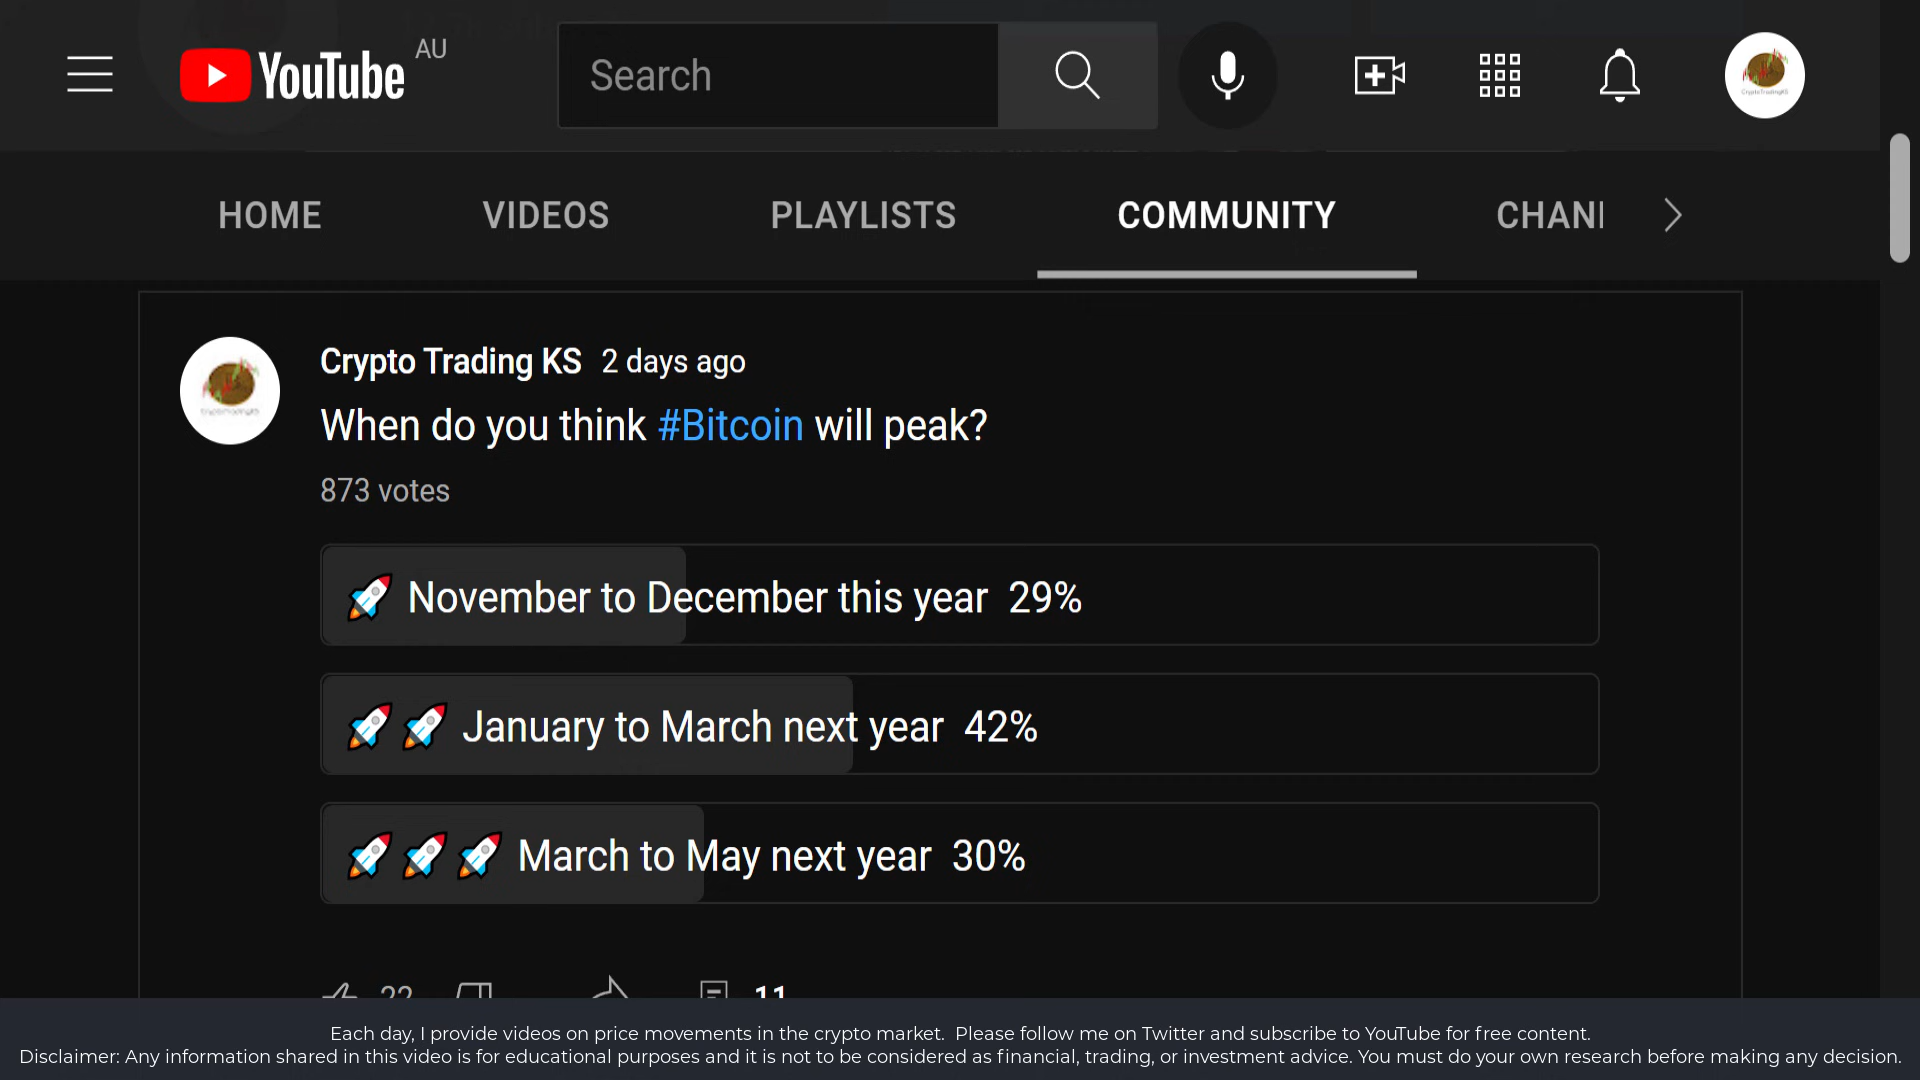 YouTube AU
Search
HOME VIDEOS PLAYLISTS COMMUNITY CHANI
Crypto Trading KS 2 days ago
When do you think #Bitcoin will peak?
873 votes
🚀 November to December this year 29%
🚀🚀 January to March next year 42%
🚀🚀🚀 March to May next year 30%
22 11
Each day, I provide videos on price movements in the crypto market. Please follow me on Twitter and subscribe to YouTube for free content.
Disclaimer: Any information shared in this video is for educational purposes and it is not to be considered as financial, trading, or investment advice. You must do your own research before making any decision.